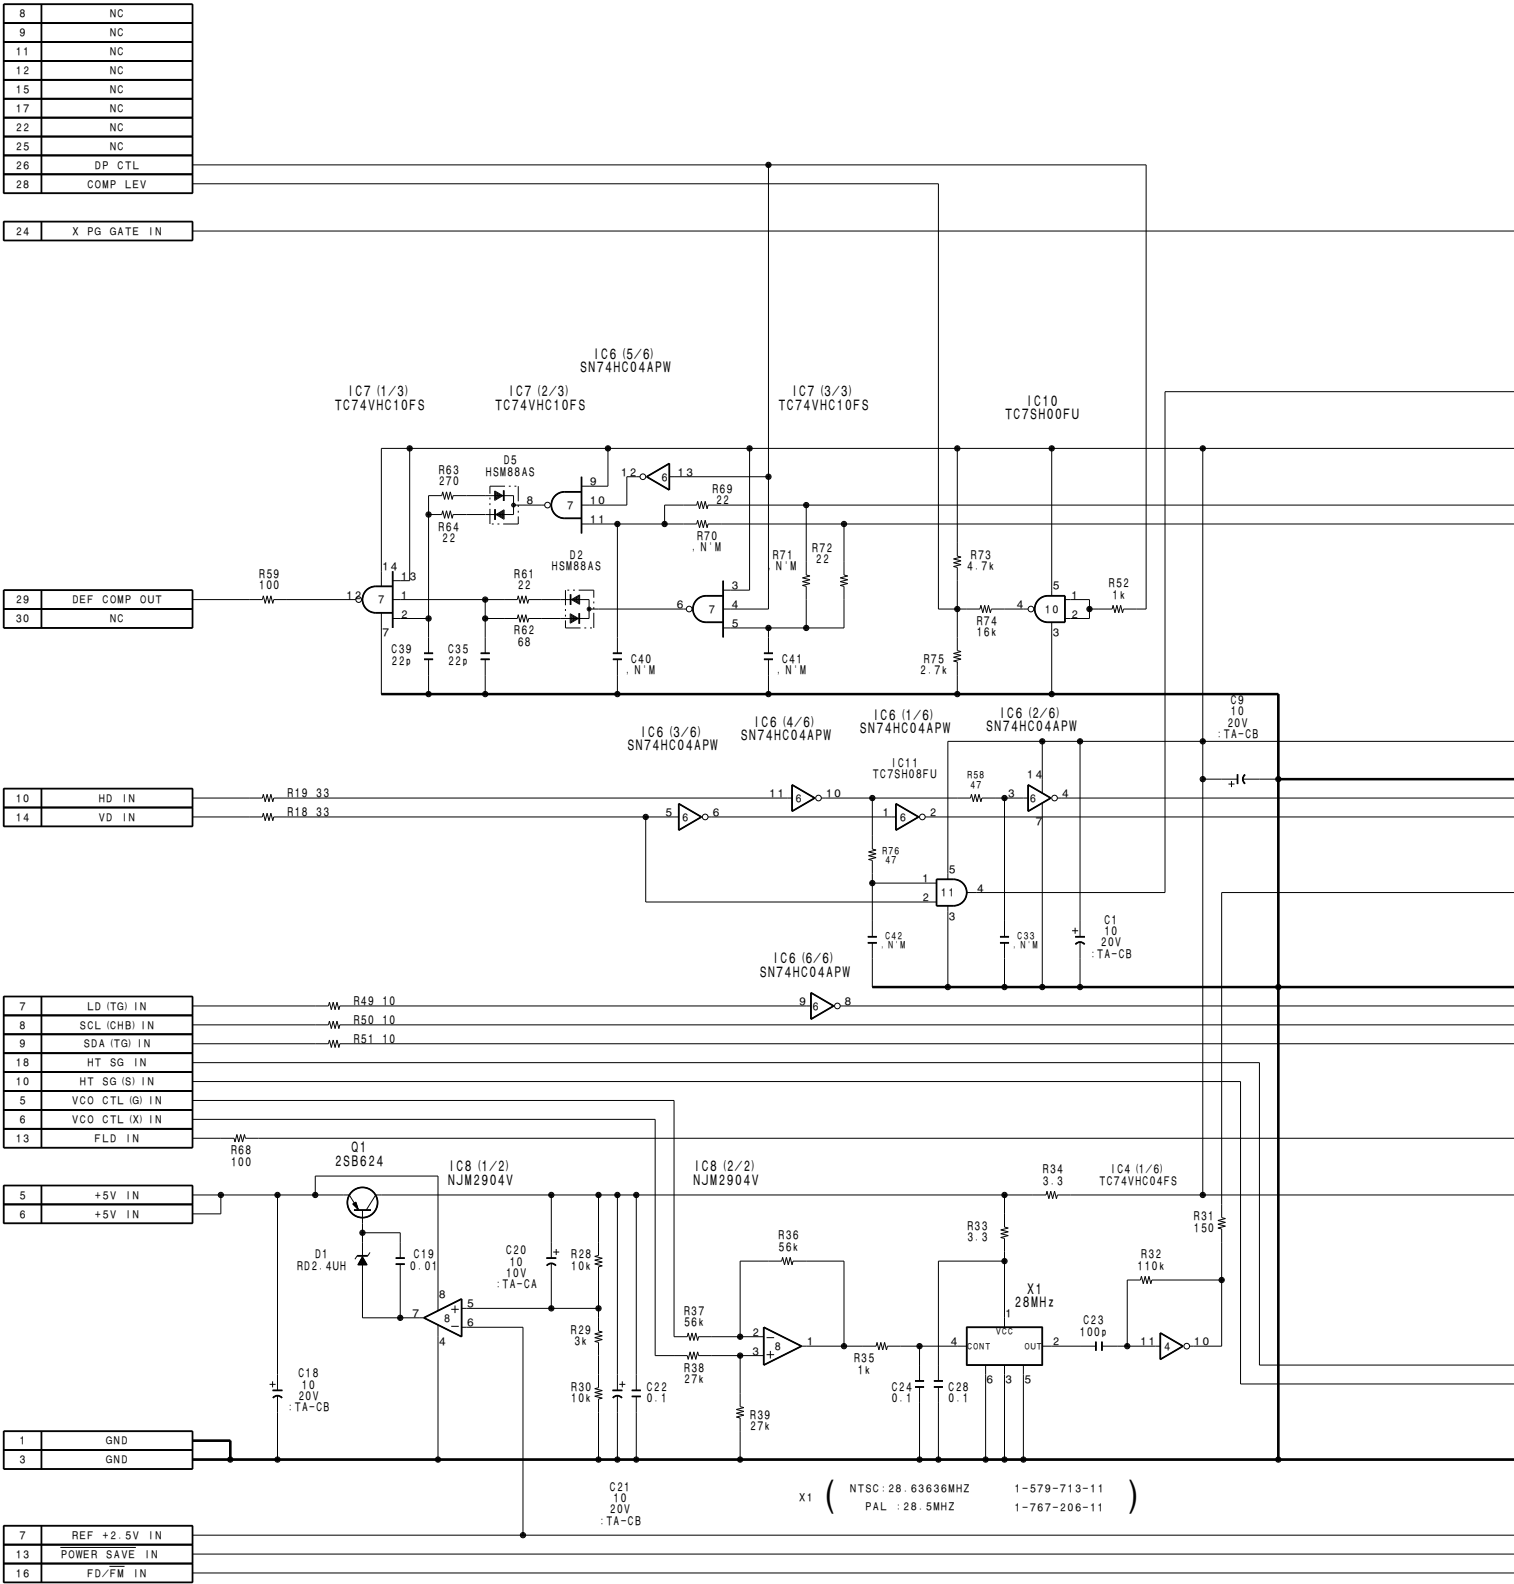 8 NC
9 NC
11 NC
12 NC
15 NC
17 NC
22 NC
25 NC
26 DP CTL
28 COMP LEV
24 X PG GATE IN
IC6 (5/6)
SN74HC04APW
IC7 (1/3)
TC74VHC10FS
IC7 (2/3)
TC74VHC10FS
IC7 (3/3)
TC74VHC10FS
IC10
TC7SH00FU
D5
HSM88AS
R63
270
R64
22
8
7
9
10
11
12
6
13
R69
22
R70
.N'M
R71
.N'M
R72
22
R73
4.7k
D2
HSM88AS
29 DEF COMP OUT
30 NC
R59
100
14
13
12
7
1
2
7
R61
22
R62
68
6
7
3
4
5
R74
16k
4
10
5
1
2
3
R52
1k
C39
22p
C35
22p
C40
.N'M
C41
.N'M
R75
2.7k
IC6 (3/6)
SN74HC04APW
IC6 (4/6)
SN74HC04APW
IC6 (1/6)
SN74HC04APW
IC6 (2/6)
SN74HC04APW
C9
10
20V
:TA-CB
+
IC11
TC7SH08FU
10 HD IN
14 VD IN
R19 33
R18 33
5
6
6
11
6
10
1
6
2
R58
47
3
14
6
4
7
R76
47
1
2
5
11
4
3
C42
.N'M
C33
.N'M
+
C1
10
20V
:TA-CB
IC6 (6/6)
SN74HC04APW
9
6
8
7 LD (TG) IN
8 SCL (CHB) IN
9 SDA (TG) IN
18 HT SG IN
10 HT SG (S) IN
5 VCO CTL (G) IN
6 VCO CTL (X) IN
13 FLD IN
R49 10
R50 10
R51 10
R68
100
5 +5V IN
6 +5V IN
Q1
2SB624
IC8 (1/2)
NJM2904V
IC8 (2/2)
NJM2904V
R34
3.3
IC4 (1/6)
TC74VHC04FS
D1
RD2.4UH
C19
0.01
C20
10
10V
:TA-CA
+
R28
10k
R36
56k
R33
3.3
R31
150
R32
110k
X1
28MHz
8
7
8
+
−
5
6
4
R29
3k
R30
10k
R37
56k
R38
27k
2
3
−
+
8
1
R35
1k
4
CONT
VCC
1
OUT
2
6
3
5
C23
100p
11
4
10
+
C18
10
20V
:TA-CB
+
C22
0.1
R39
27k
C24
0.1
C28
0.1
1 GND
3 GND
C21
10
20V
:TA-CB
X1 ( NTSC:28.63636MHZ 1-579-713-11
PAL :28.5MHZ 1-767-206-11 )
7 REF +2.5V IN
13 POWER SAVE IN
16 FD/FM IN